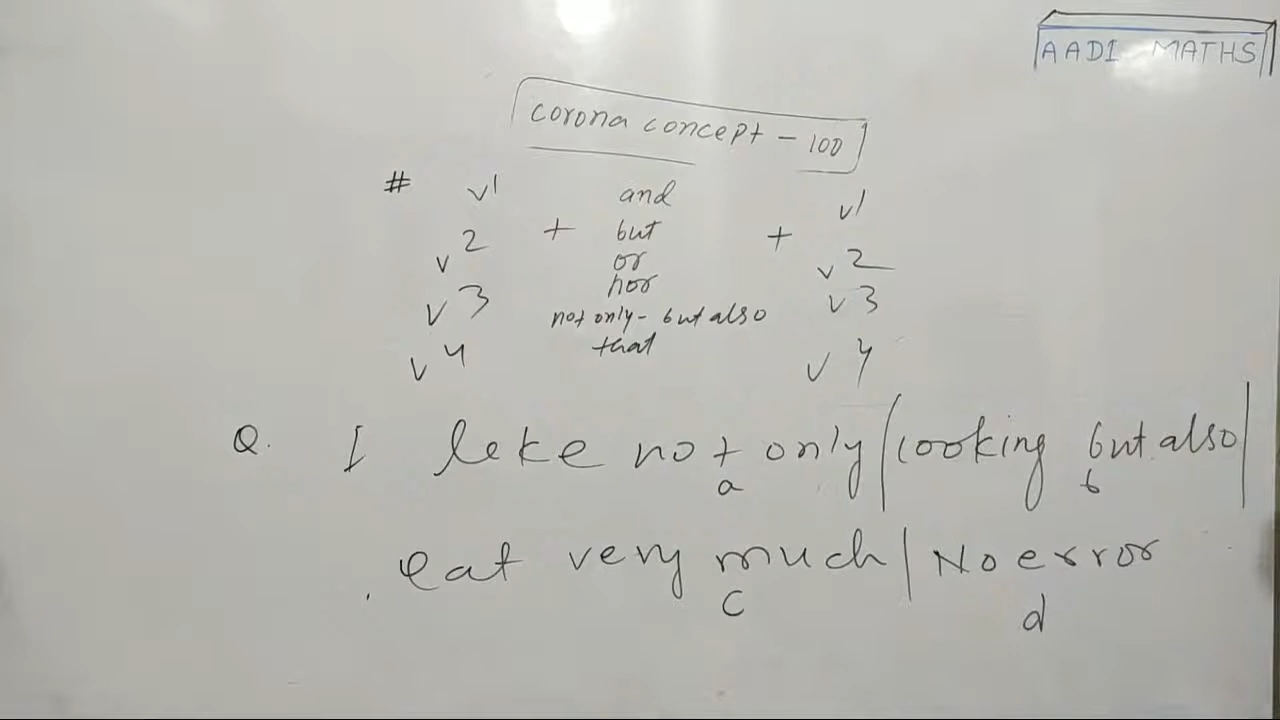 AADI MATHS
corona concept - 100
# v1 and v1
v2 + but + v2
or
v3 nor v3
not only - but also
v4 that v4
Q. I leke not only / looking but also /
a b
eat very much / No error
c d